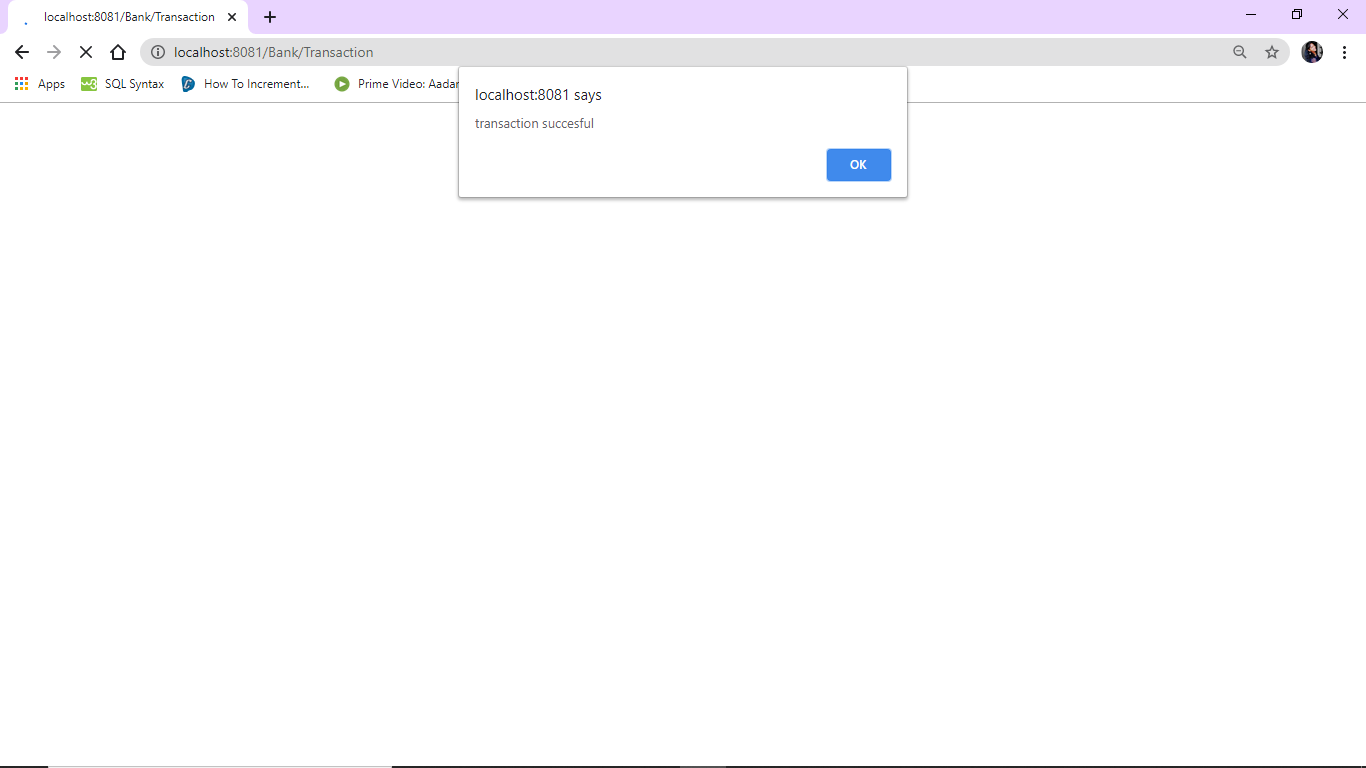 localhost:8081/Bank/Transaction
localhost:8081/Bank/Transaction
Apps SQL Syntax How To Increment... Prime Video: Aadar
localhost:8081 says
transaction succesful
OK